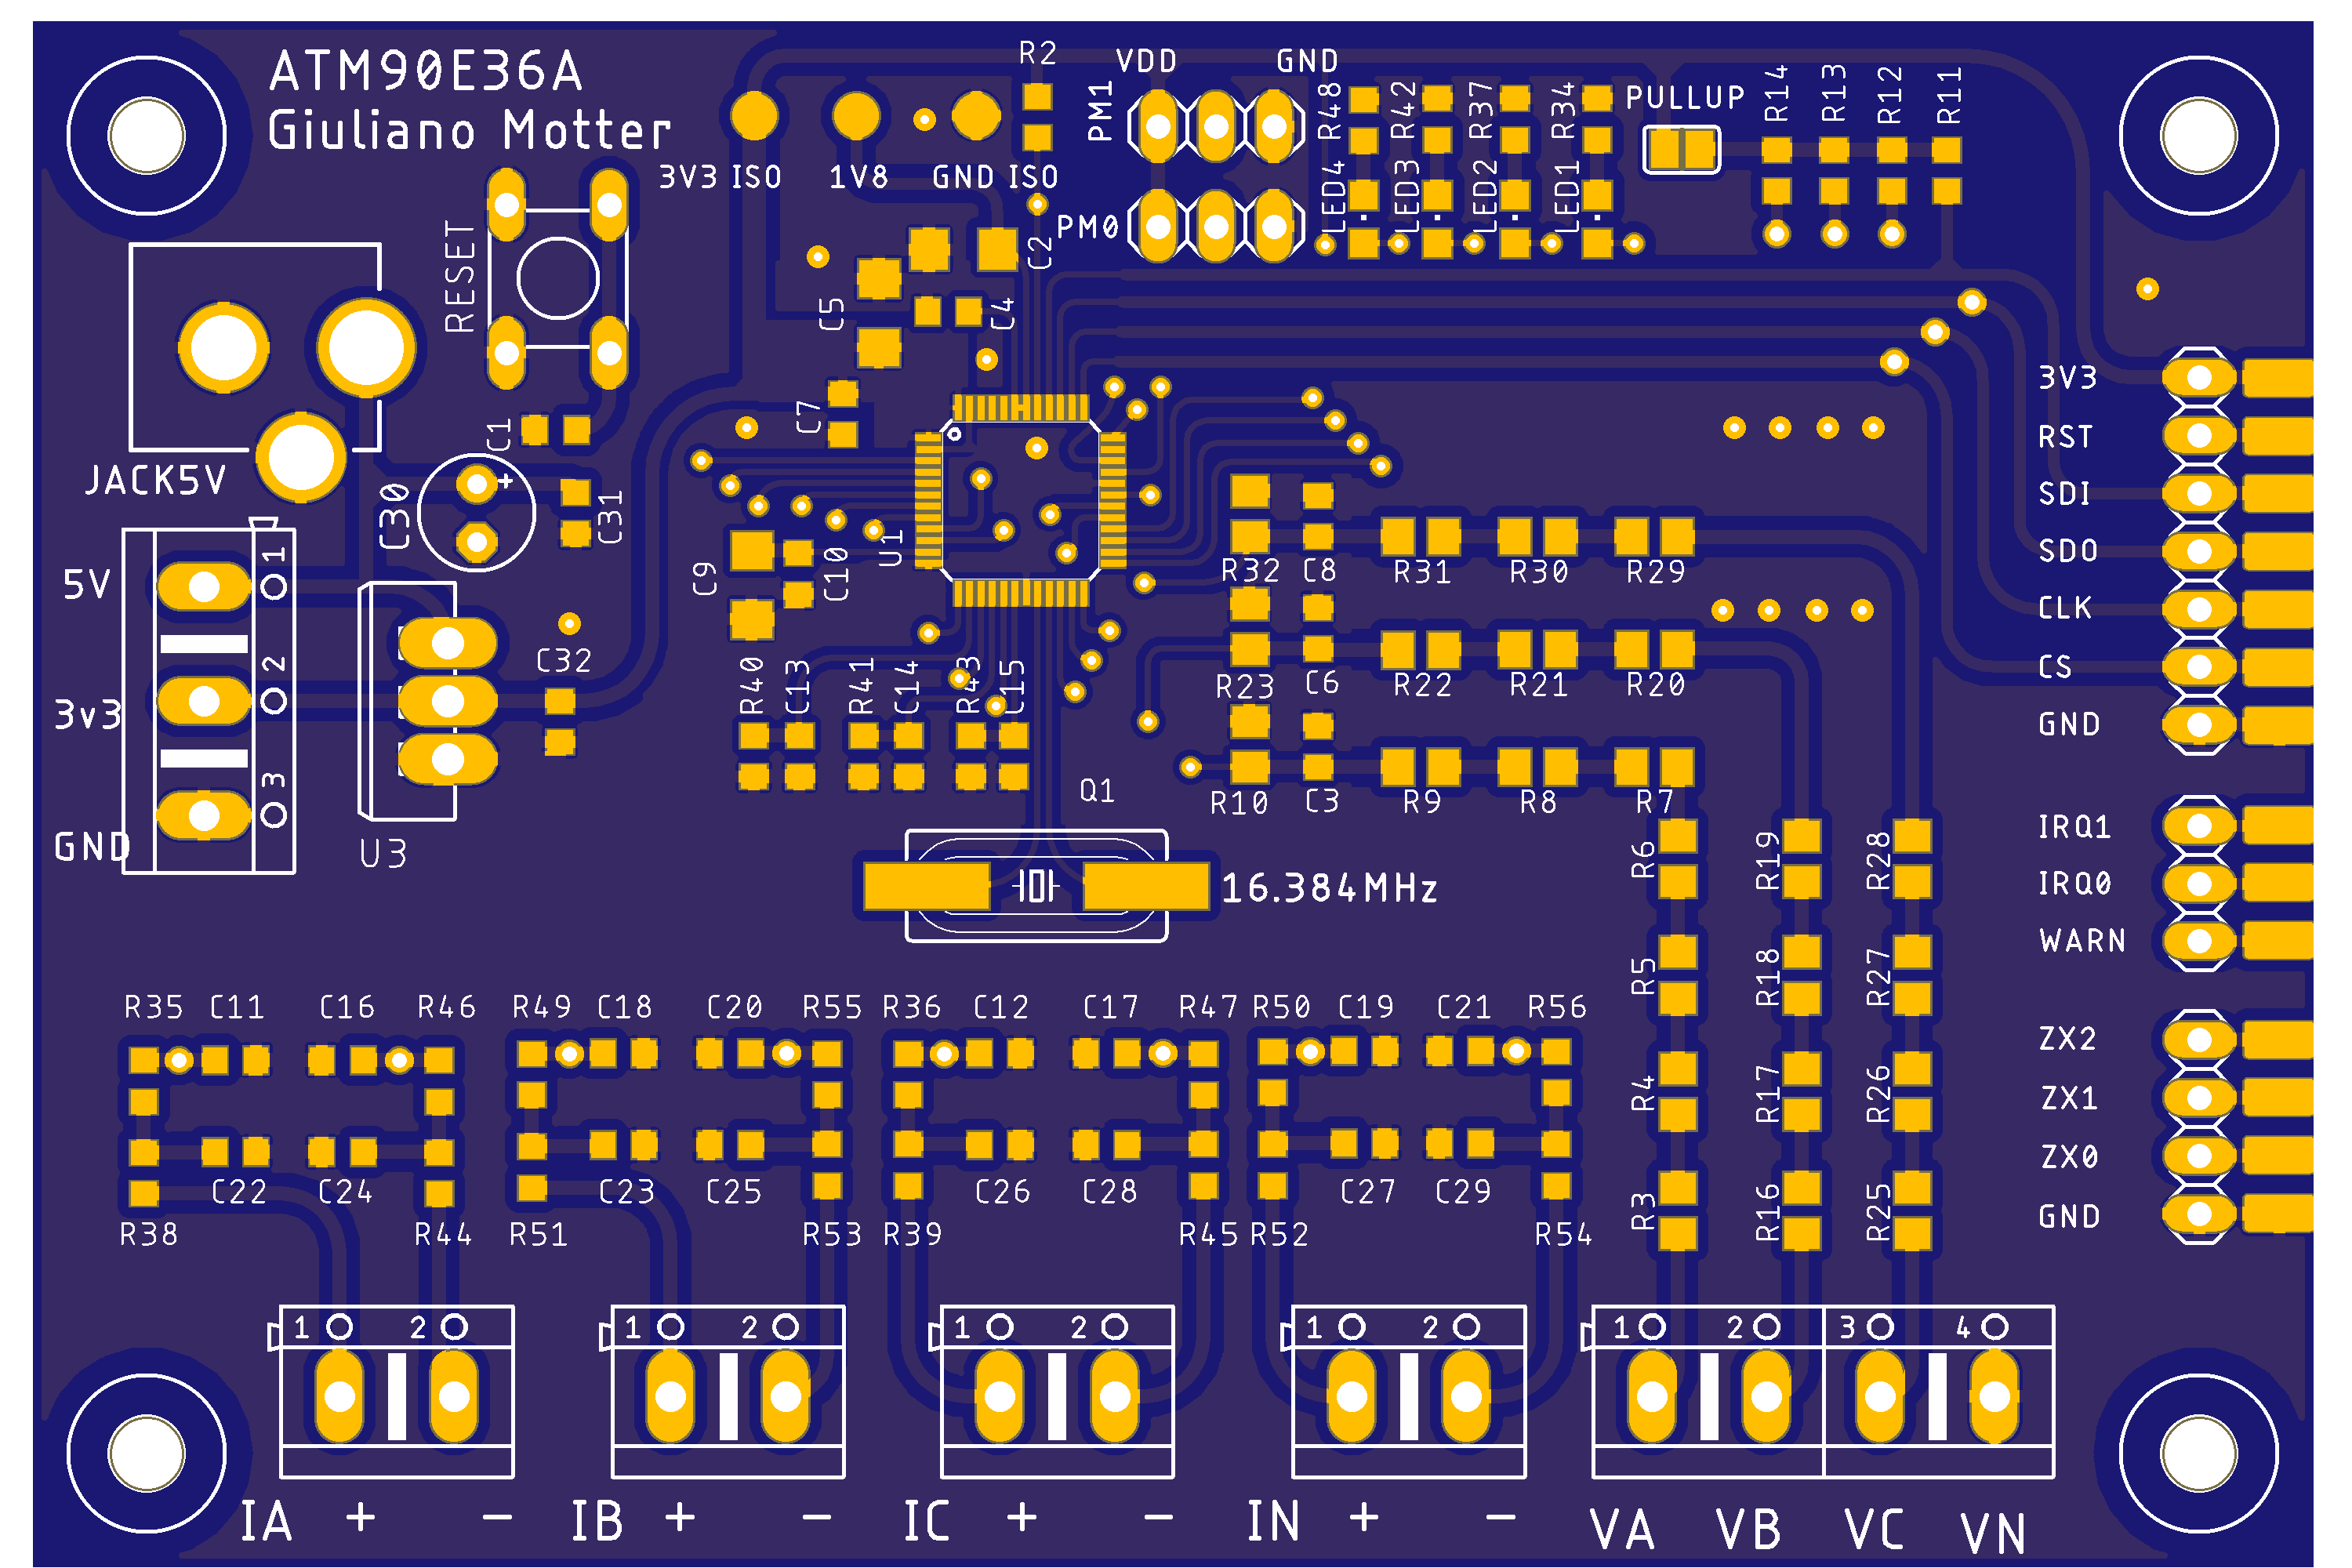 ATM90E36A
Giuliano Motter
R2
VDD
GND
PM1
PM0
3V3 ISO
1V8
GND ISO
R48
R42
R37
R34
LED4
LED3
LED2
LED1
PULLUP
R14
R13
R12
R11
RESET
C2
C5
C4
C7
JACK5V
C1
C30
+
C31
U1
C9
C10
5V
3v3
GND
1
2
3
U3
C32
R40
C13
R41
C14
R43
C15
Q1
16.384MHz
R32
C8
R31
R30
R29
R23
C6
R22
R21
R20
R10
C3
R9
R8
R7
R6
R19
R28
R5
R18
R27
R4
R17
R26
R3
R16
R25
3V3
RST
SDI
SDO
CLK
CS
GND
IRQ1
IRQ0
WARN
ZX2
ZX1
ZX0
GND
R35
C11
C16
R46
R49
C18
C20
R55
R36
C12
C17
R47
R50
C19
C21
R56
C22
C24
C23
C25
C26
C28
C27
C29
R38
R44
R51
R53
R39
R45
R52
R54
1
2
1
2
1
2
1
2
1
2
3
4
IA + -
IB + -
IC + -
IN + -
VA
VB
VC
VN